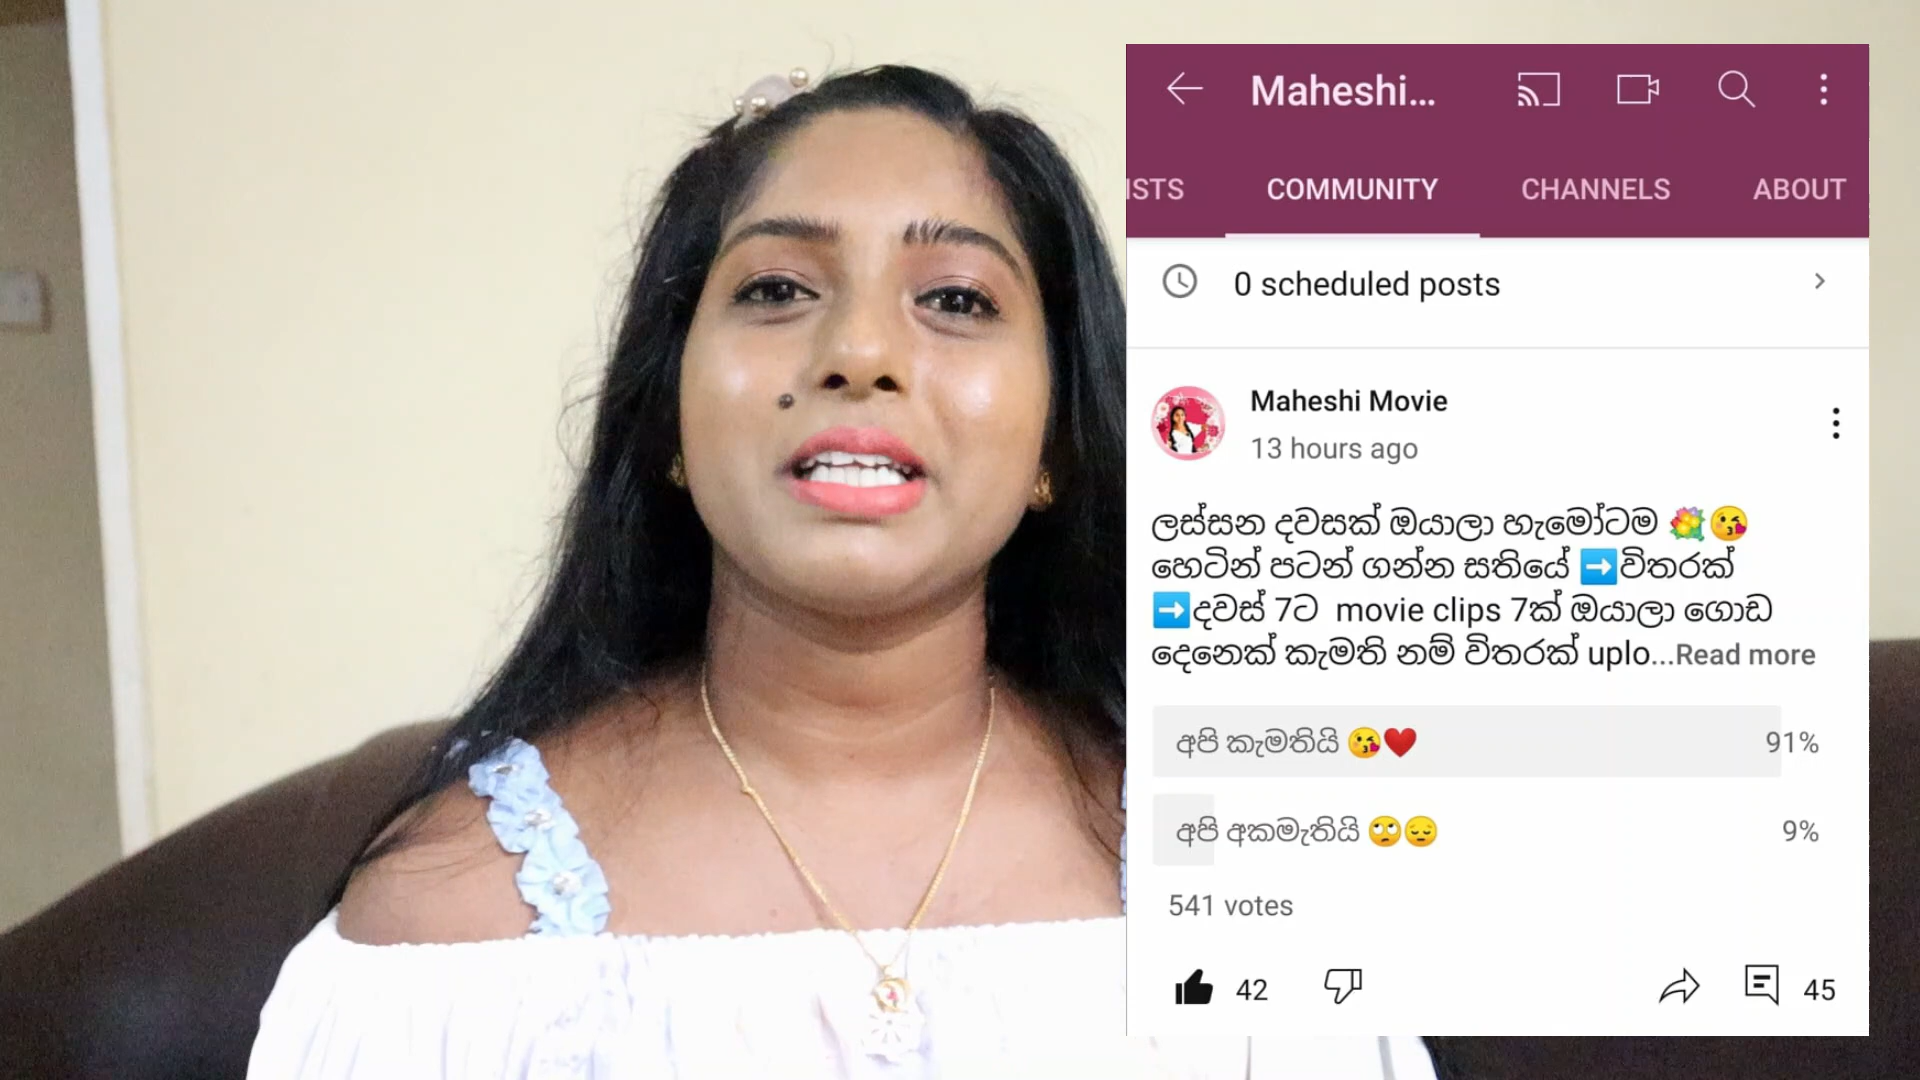 Maheshi...
ISTS COMMUNITY CHANNELS ABOUT
0 scheduled posts
Maheshi Movie
13 hours ago
ලස්සන දවසක් ඔයාලා හැමෝටම 💐😘
හෙටින් පටන් ගන්න සතියේ ➡️විතරක්
➡️දවස් 7ට movie clips 7ක් ඔයාලා ගොඩ
දෙනෙක් කැමති නම් විතරක් uplo...Read more
අපි කැමතියි 😘❤️ 91%
අපි අකමැතියි 🙄😔 9%
541 votes
42 45